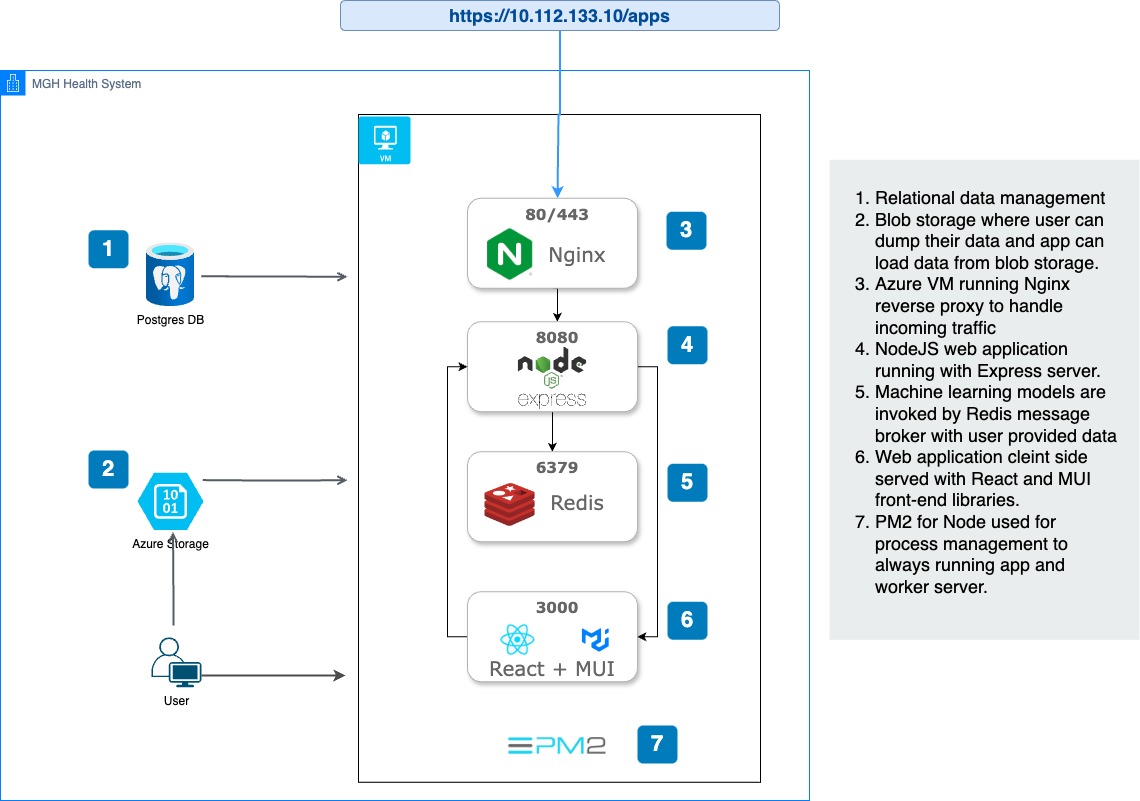 https://10.112.133.10/apps
MGH Health System
VM
80/443
Nginx
3
1
Postgres DB
8080
node
JS
express
4
2
10
01
Azure Storage
6379
Redis
5
3000
React + MUI
6
User
PM2
7
1. Relational data management
2. Blob storage where user can
dump their data and app can
load data from blob storage.
3. Azure VM running Nginx
reverse proxy to handle
incoming traffic
4. NodeJS web application
running with Express server.
5. Machine learning models are
invoked by Redis message
broker with user provided data
6. Web application cleint side
served with React and MUI
front-end libraries.
7. PM2 for Node used for
process management to
always running app and
worker server.